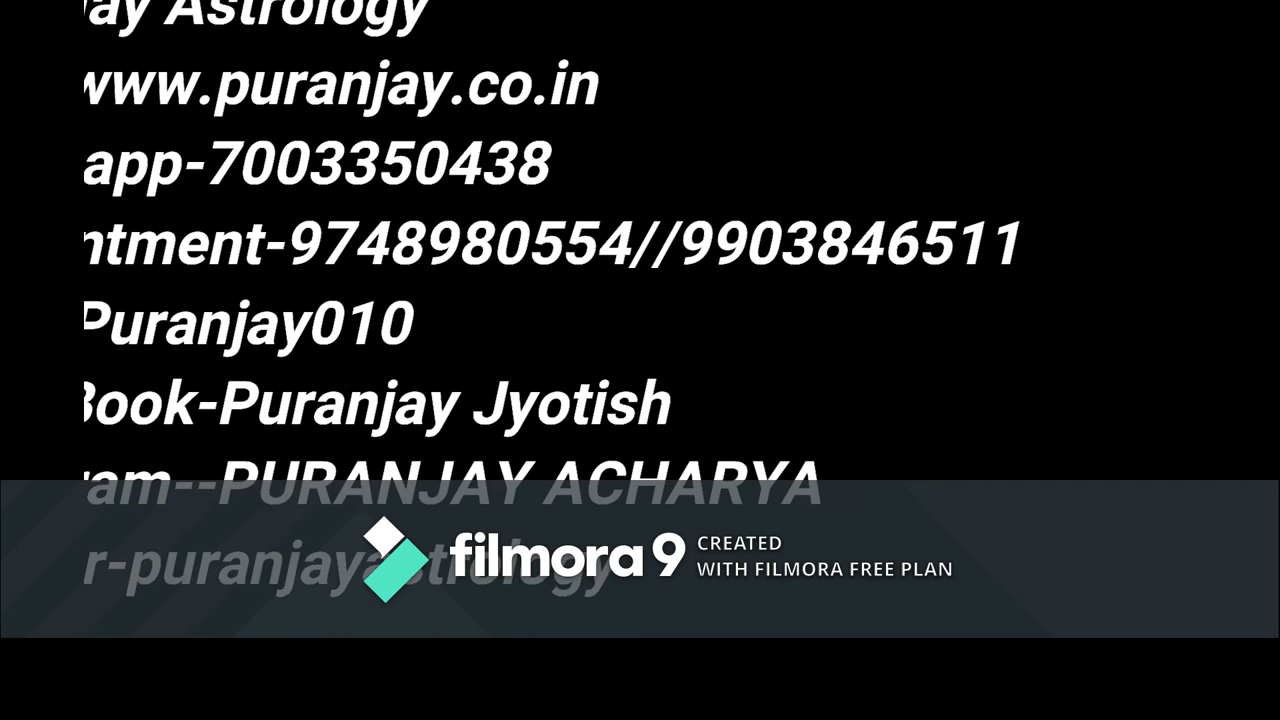 ay Astrology
www.puranjay.co.in
app-7003350438
ntment-9748980554//9903846511
Puranjay010
Book-Puranjay Jyotish
ram--PURANJAY ACHARYA
r-puranjayastrology
filmora9
CREATED
WITH FILMORA FREE PLAN